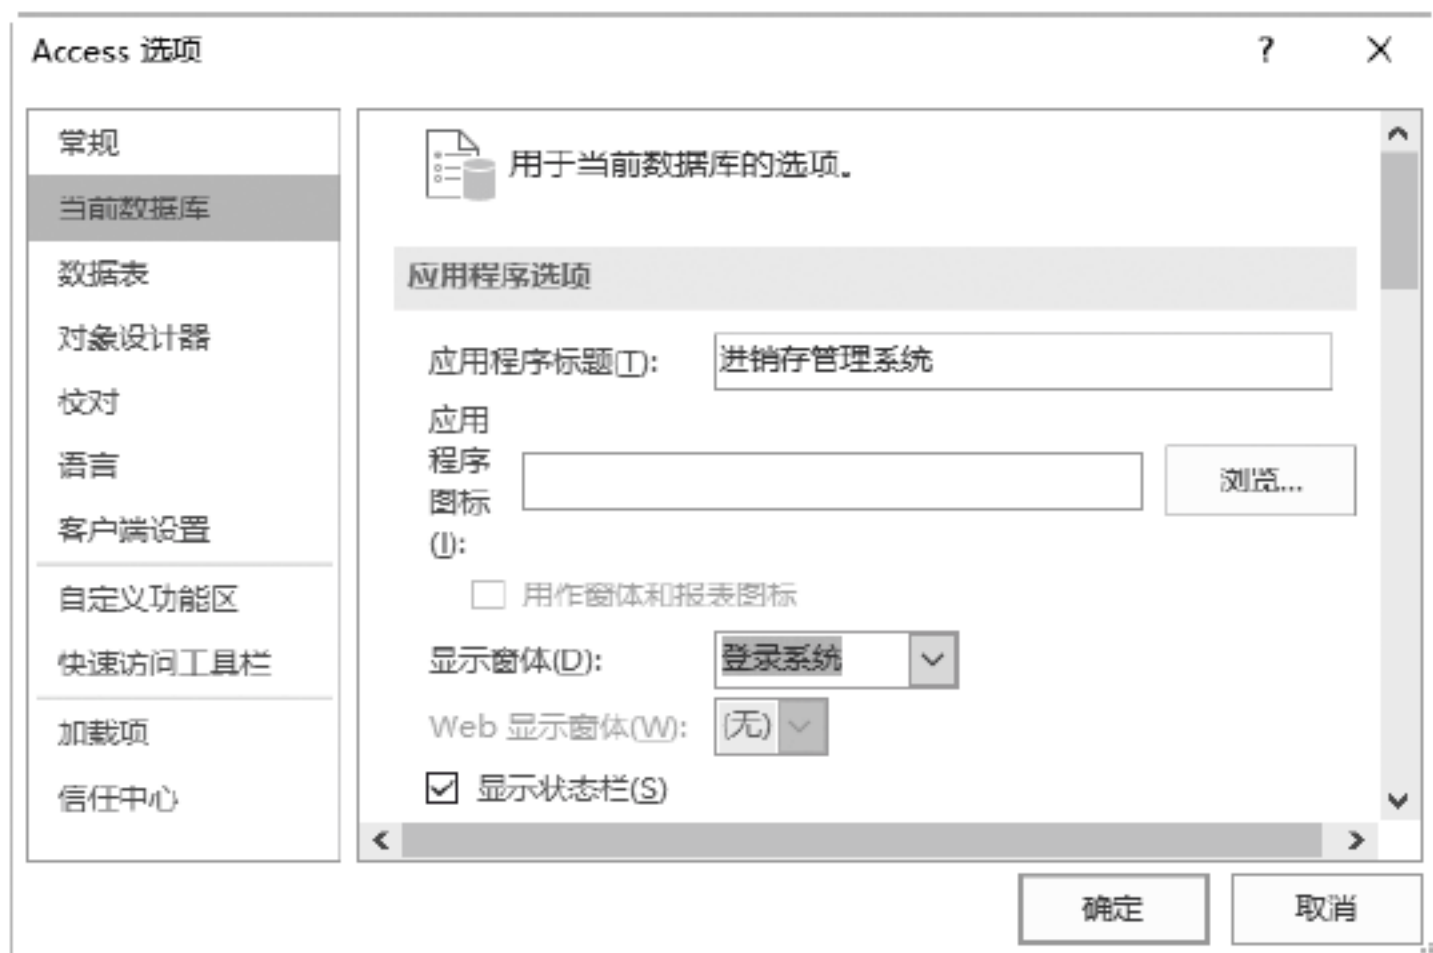 Access 选项
?
常规
当前数据库
数据表
对象设计器
校对
语言
客户端设置
自定义功能区
快速访问工具栏
加载项
信任中心
用于当前数据库的选项。
应用程序选项
应用程序标题(T): 进销存管理系统
应用
程序
图标
(I):
浏览...
用作窗体和报表图标
显示窗体(D): 登录系统
Web 显示窗体(W): (无)
显示状态栏(S)
确定 取消